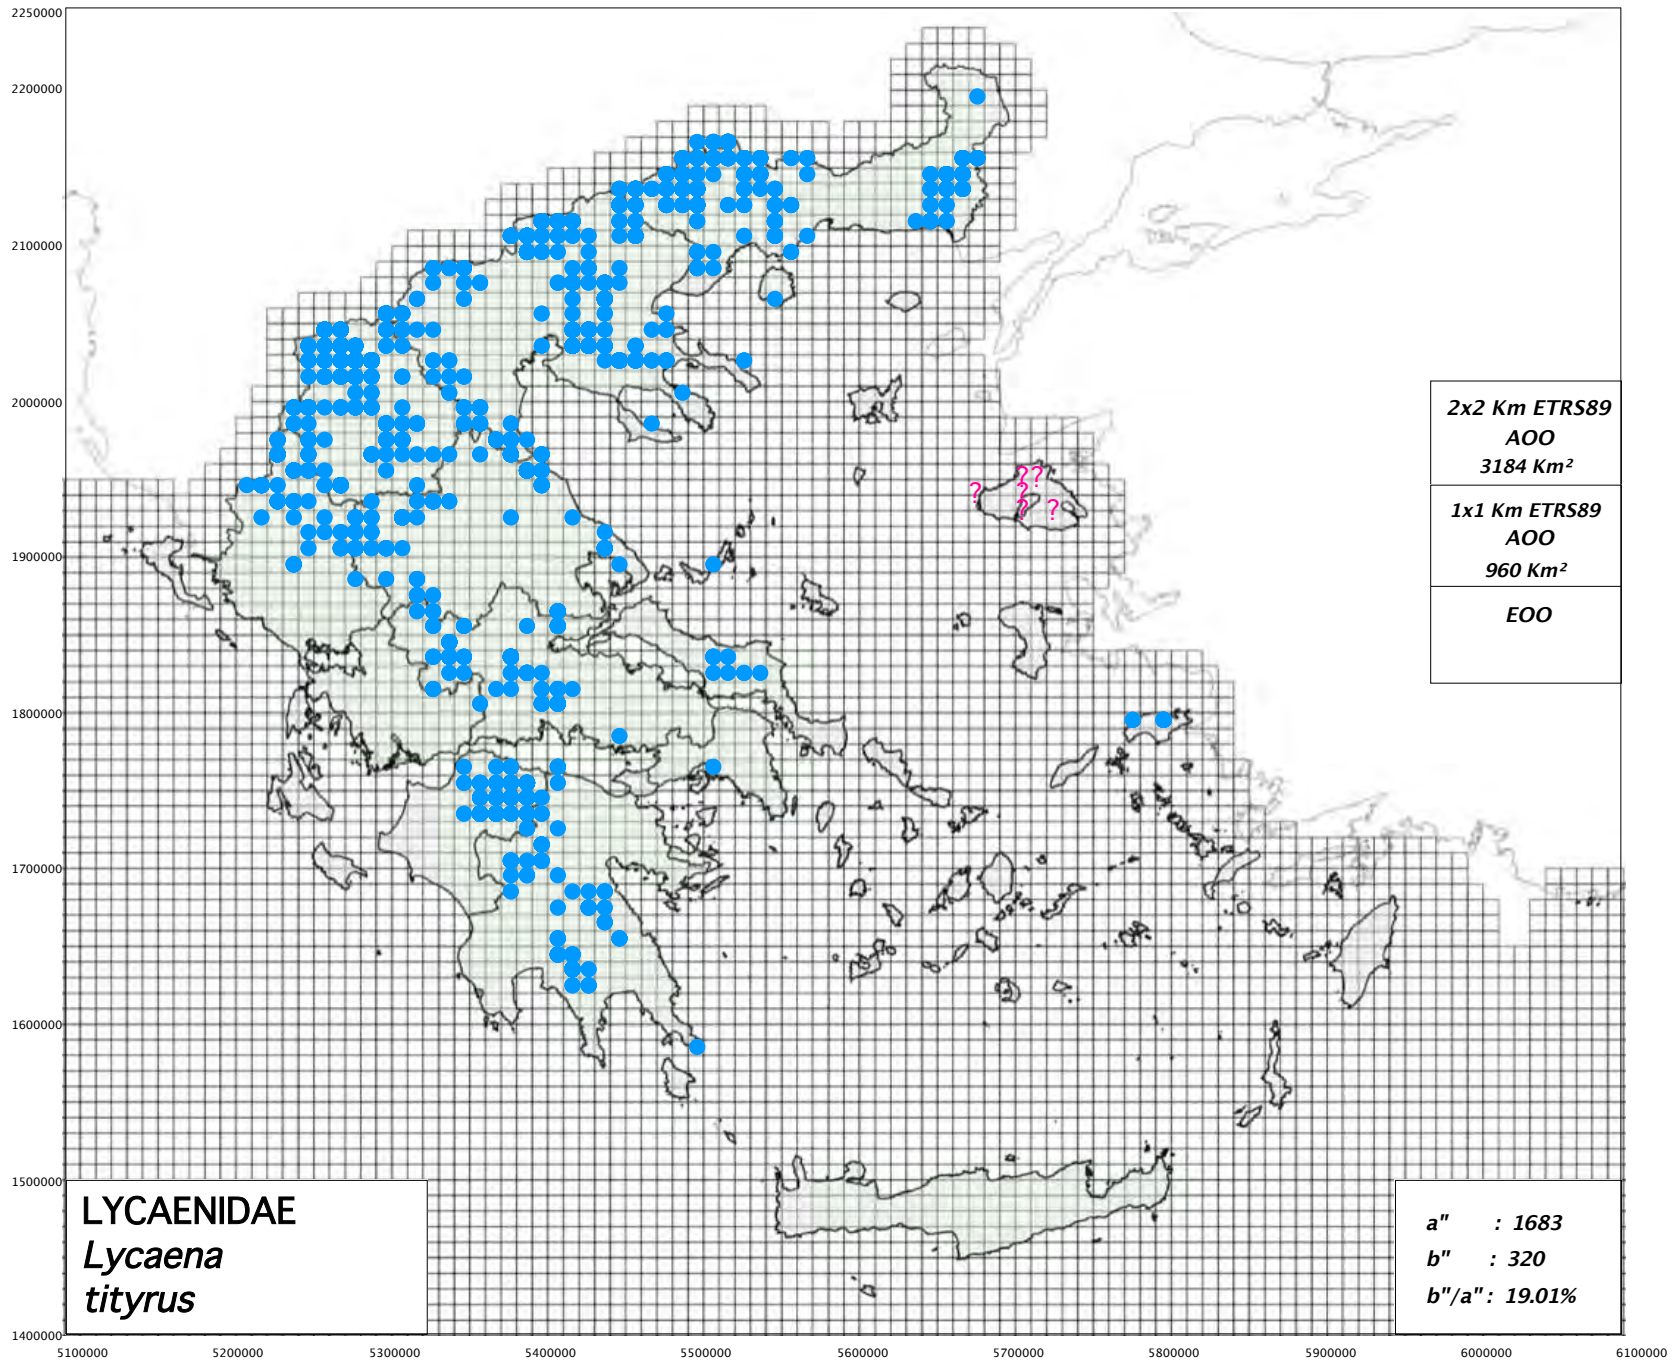 2250000
2200000
2100000
2000000
1900000
1800000
1700000
1600000
1500000
1400000
5100000 5200000 5300000 5400000 5500000 5600000 5700000 5800000 5900000 6000000 6100000
? ?
? ?
? ?
2x2 Km ETRS89
AOO
3184 Km²
1x1 Km ETRS89
AOO
960 Km²
EOO
LYCAENIDAE
Lycaena
tityrus
a" : 1683
b" : 320
b"/a" : 19.01%